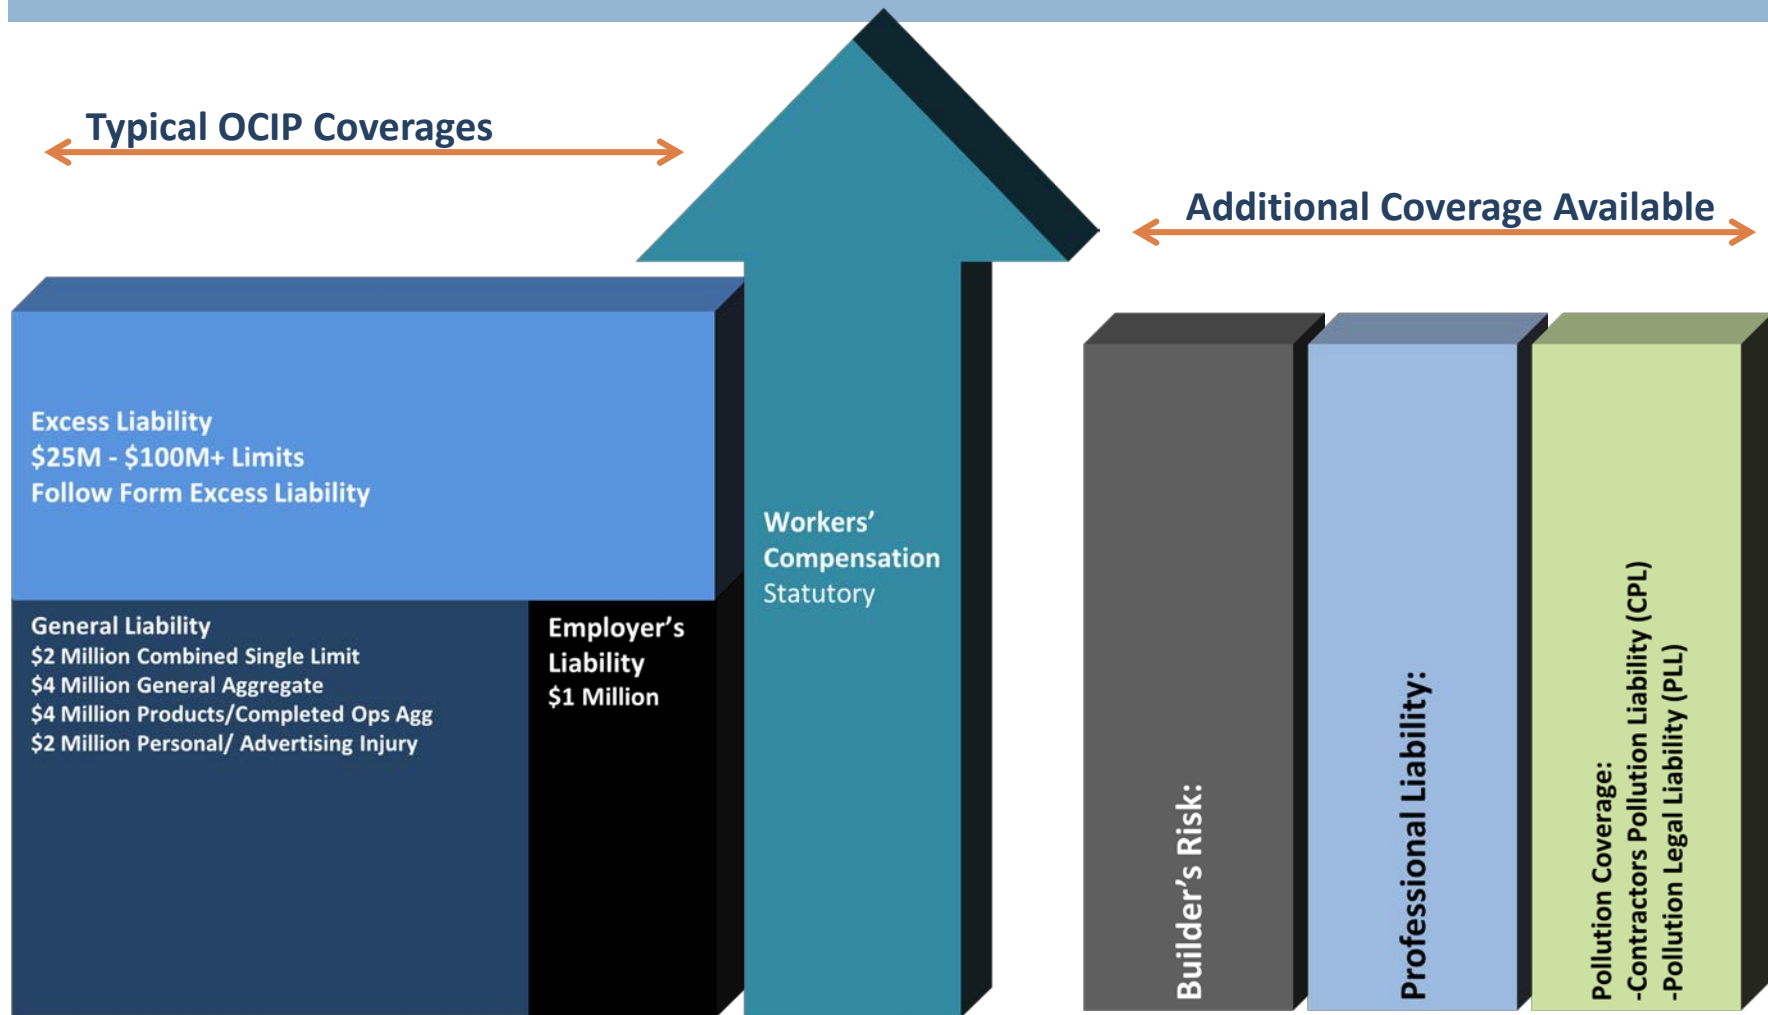 Typical OCIP Coverages
Additional Coverage Available
Excess Liability
$25M - $100M+ Limits
Follow Form Excess Liability
General Liability
$2 Million Combined Single Limit
$4 Million General Aggregate
$4 Million Products/Completed Ops Agg
$2 Million Personal/ Advertising Injury
Employer’s
Liability
$1 Million
Workers’
Compensation
Statutory
Builder’s Risk:
Professional Liability:
Pollution Coverage:
-Contractors Pollution Liability (CPL)
-Pollution Legal Liability (PLL)